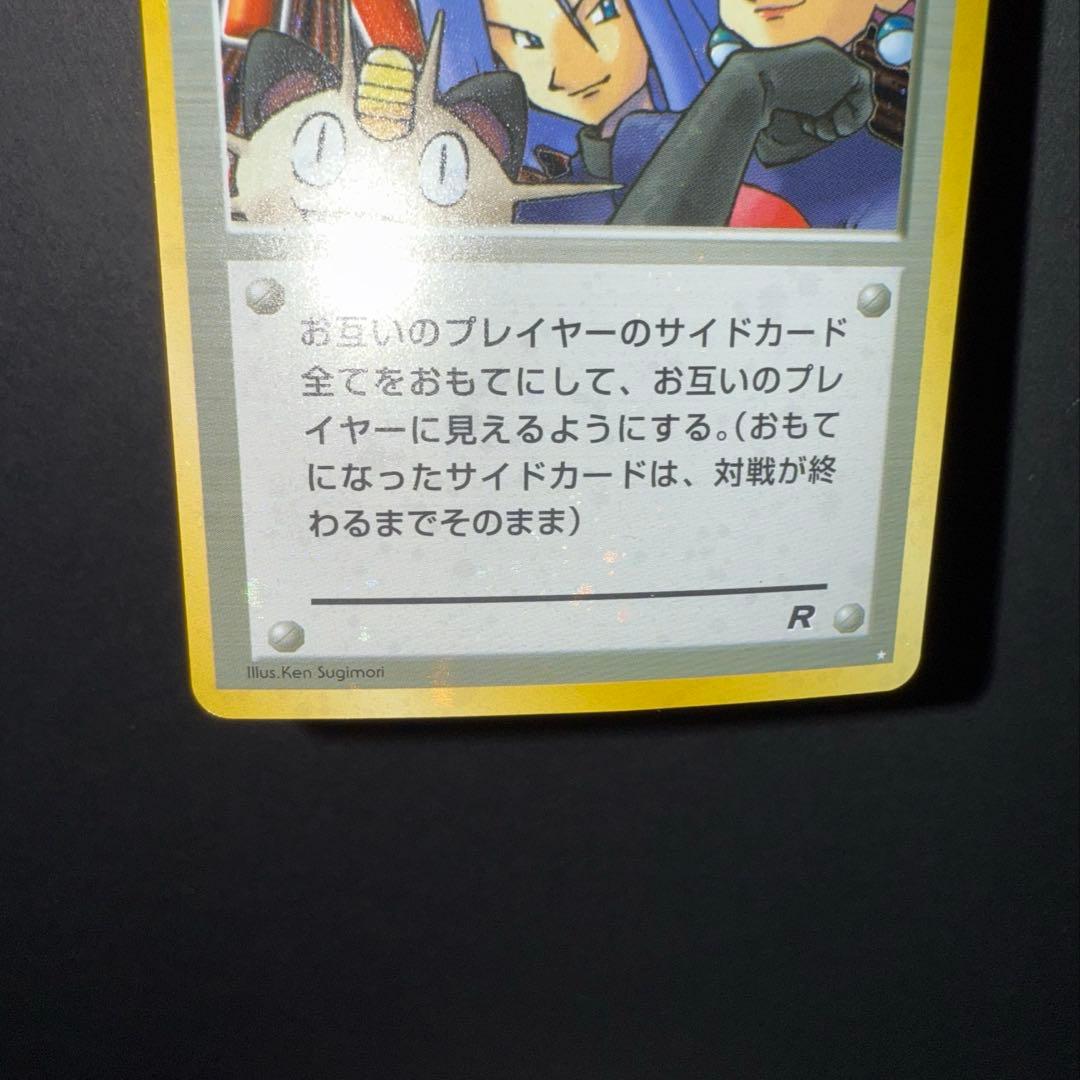 お互いのプレイヤーのサイドカード
全てをおもてにして、お互いのプレ
イヤーに見えるようにする。(おもて
になったサイドカードは、対戦が終
わるまでそのまま)
R
★
Illus.Ken Sugimori